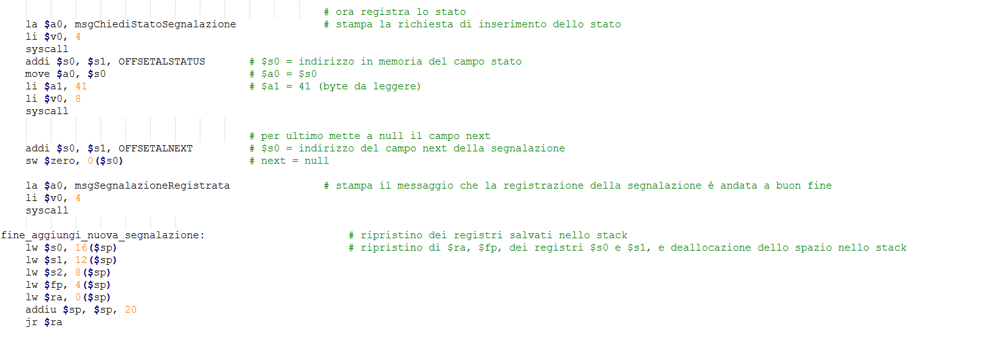 # ora registra lo stato
la $a0, msgChiediStatoSegnalazione # stampa la richiesta di inserimento dello stato
li $v0, 4
syscall
addi $s0, $s1, OFFSETALSTATUS # $s0 = indirizzo in memoria del campo stato
move $a0, $s0 # $a0 = $s0
li $a1, 41 # $a1 = 41 (byte da leggere)
li $v0, 8
syscall
# per ultimo mette a null il campo next
addi $s0, $s1, OFFSETALNEXT # $s0 = indirizzo del campo next della segnalazione
sw $zero, 0($s0) # next = null
la $a0, msgSegnalazioneRegistrata # stampa il messaggio che la registrazione della segnalazione è andata a buon fine
li $v0, 4
syscall
fine_aggiungi_nuova_segnalazione: # ripristino dei registri salvati nello stack
lw $s0, 16($sp) # ripristino di $ra, $fp, dei registri $s0 e $s1, e deallocazione dello spazio nello stack
lw $s1, 12($sp)
lw $s2, 8($sp)
lw $fp, 4($sp)
lw $ra, 0($sp)
addiu $sp, $sp, 20
jr $ra